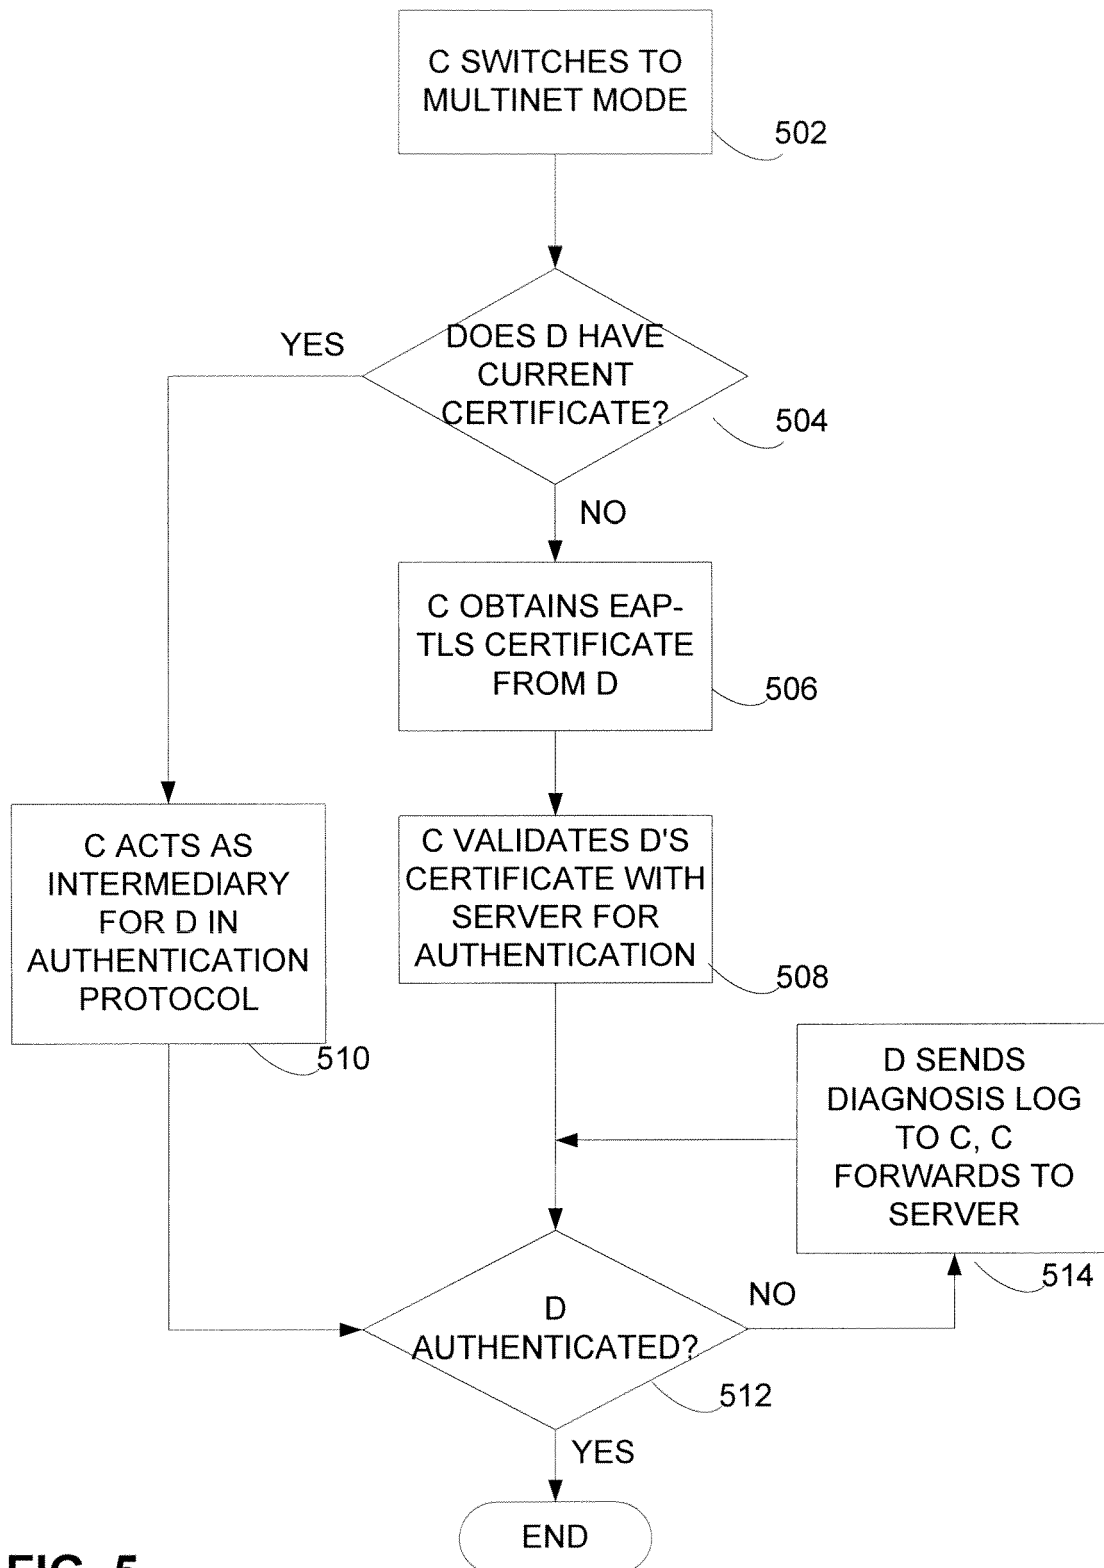 C SWITCHES TO
MULTINET MODE
502
YES
DOES D HAVE
CURRENT
CERTIFICATE?
504
NO
C OBTAINS EAP-
TLS CERTIFICATE
FROM D
506
C ACTS AS
INTERMEDIARY
FOR D IN
AUTHENTICATION
PROTOCOL
510
C VALIDATES D'S
CERTIFICATE WITH
SERVER FOR
AUTHENTICATION
508
D SENDS
DIAGNOSIS LOG
TO C, C
FORWARDS TO
SERVER
514
D
AUTHENTICATED?
NO
512
YES
END
FIG. 5